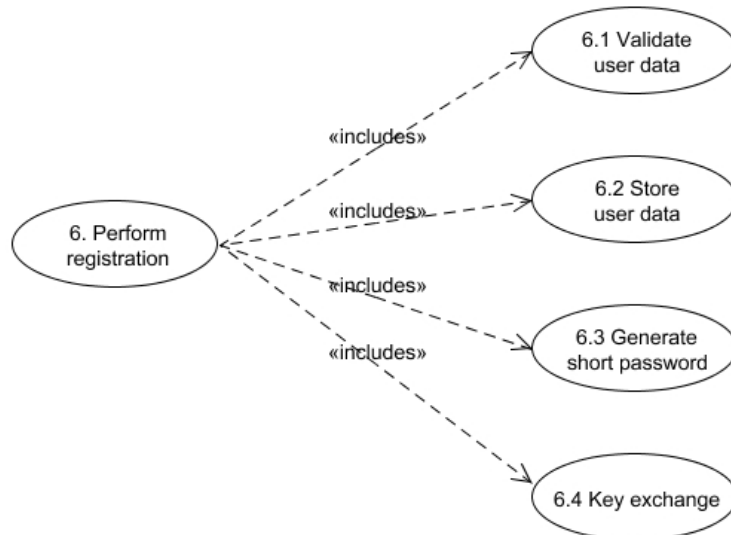 6.1 Validate
user data
«includes»
6.2 Store
user data
«includes»
6. Perform
registration
«includes»
6.3 Generate
short password
«includes»
6.4 Key exchange